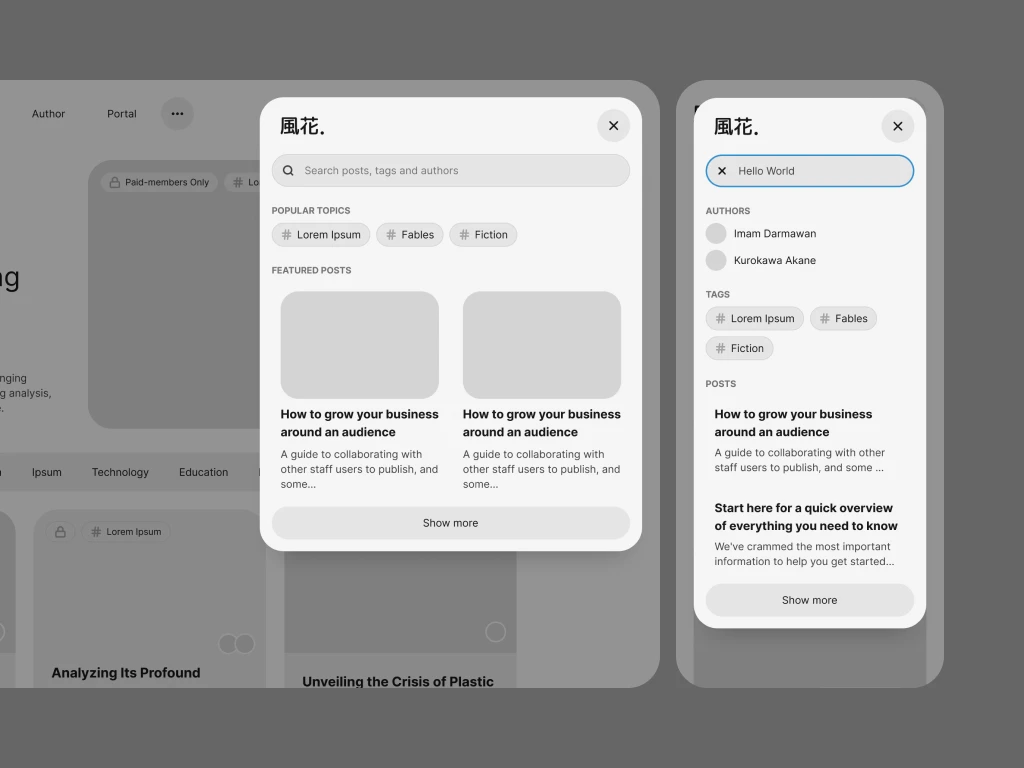 Author
Portal
Paid-members Only
# Lo
ng
nging
g analysis,
Ipsum
Technology
Education
# Lorem Ipsum
Analyzing Its Profound
Unveiling the Crisis of Plastic
風花.
Search posts, tags and authors
POPULAR TOPICS
# Lorem Ipsum
# Fables
# Fiction
FEATURED POSTS
How to grow your business
around an audience
A guide to collaborating with
other staff users to publish, and
some...
How to grow your business
around an audience
A guide to collaborating with
other staff users to publish, and
some...
Show more
風花.
Hello World
AUTHORS
Imam Darmawan
Kurokawa Akane
TAGS
# Lorem Ipsum
# Fables
# Fiction
POSTS
How to grow your business
around an audience
A guide to collaborating with other
staff users to publish, and some ...
Start here for a quick overview
of everything you need to know
We've crammed the most important
information to help you get started...
Show more